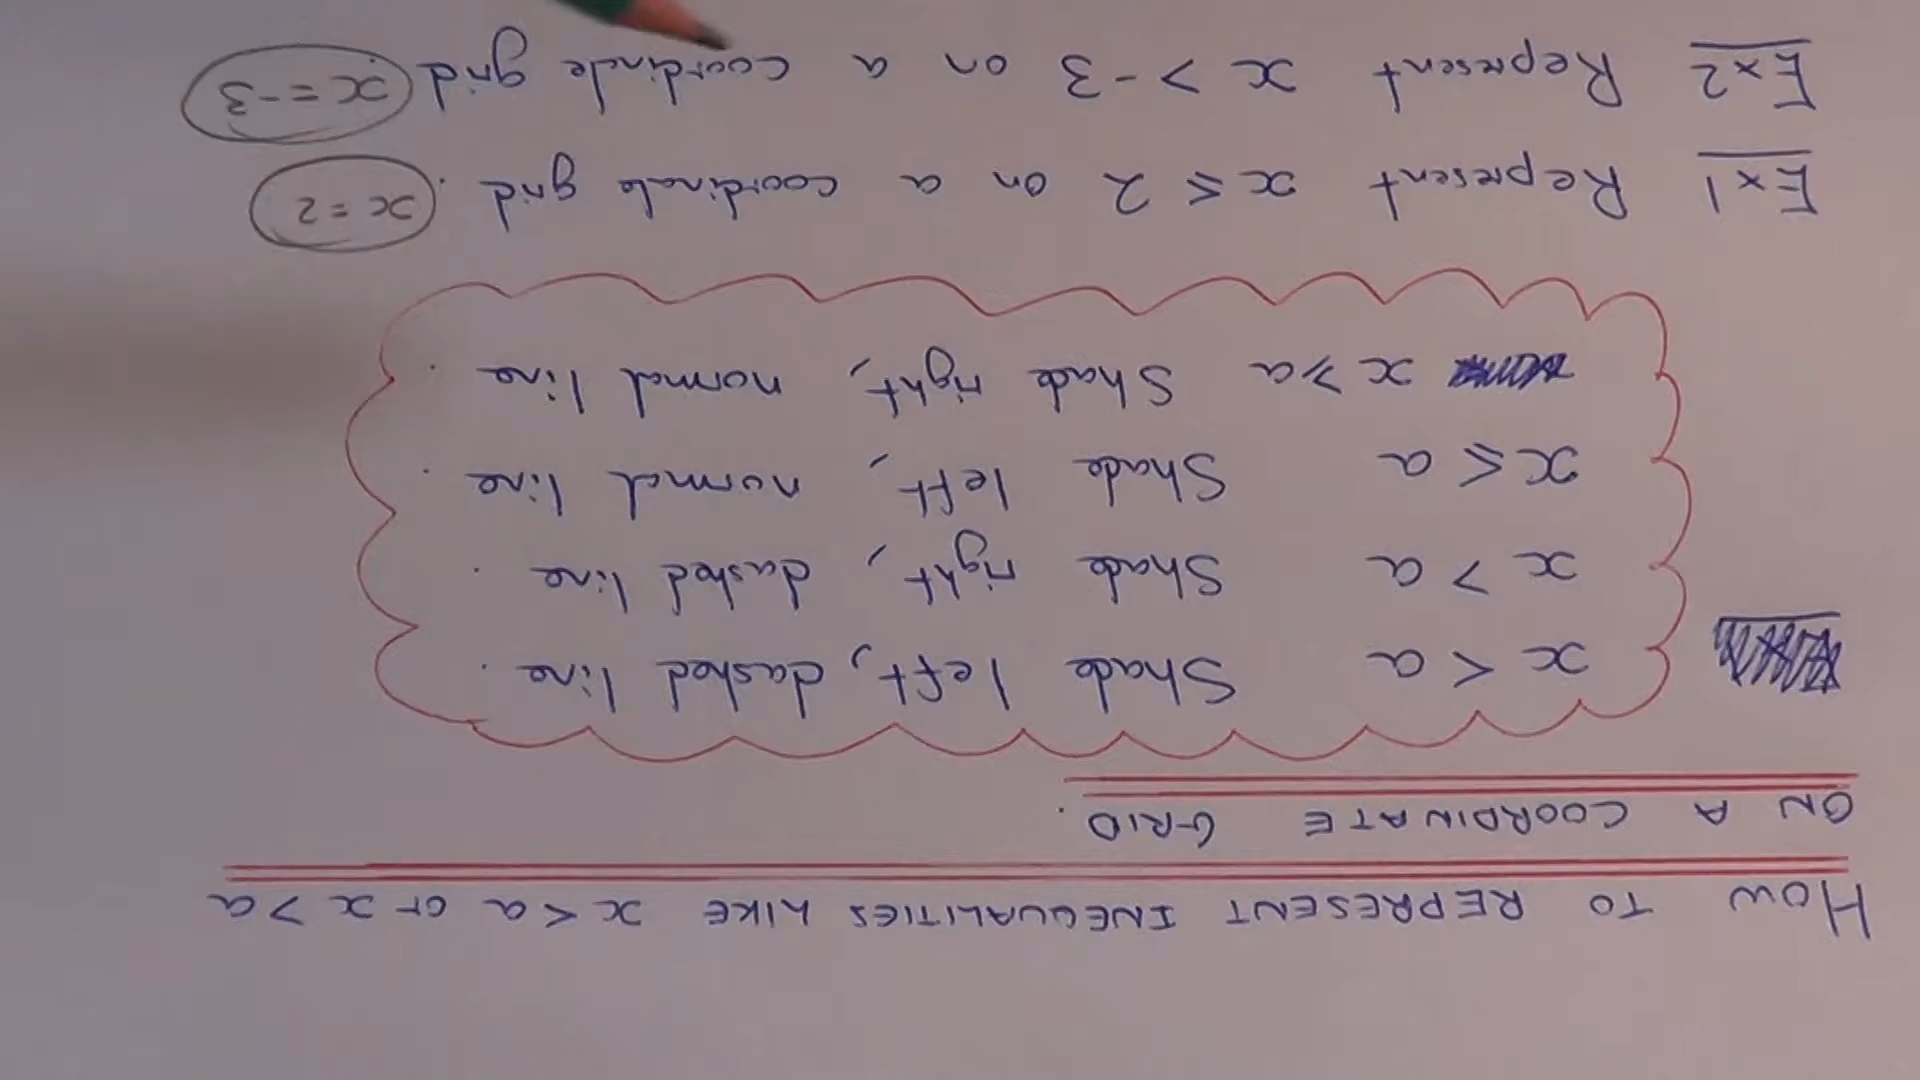 HOW TO REPRESENT INEQUALITIES LIKE x < a or x > a
ON A COORDINATE GRID.
x < a Shade left, dashed line.
x > a Shade right, dashed line.
x ≤ a Shade left, normal line.
x ≥ a Shade right, normal line.
Ex1 Represent x ≤ 2 on a coordinate grid. x = 2
Ex2 Represent x > -3 on a coordinate grid x = -3